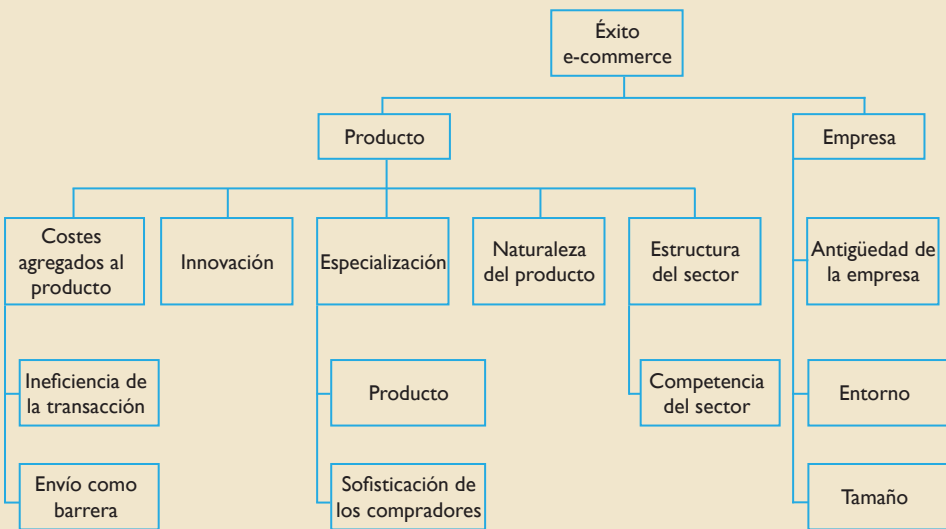 Éxito
e-commerce
Producto
Empresa
Costes
agregados al
producto
Innovación
Especialización
Naturaleza
del producto
Estructura
del sector
Antigüedad de
la empresa
Ineficiencia de
la transacción
Producto
Competencia
del sector
Entorno
Envío como
barrera
Sofisticación de
los compradores
Tamaño